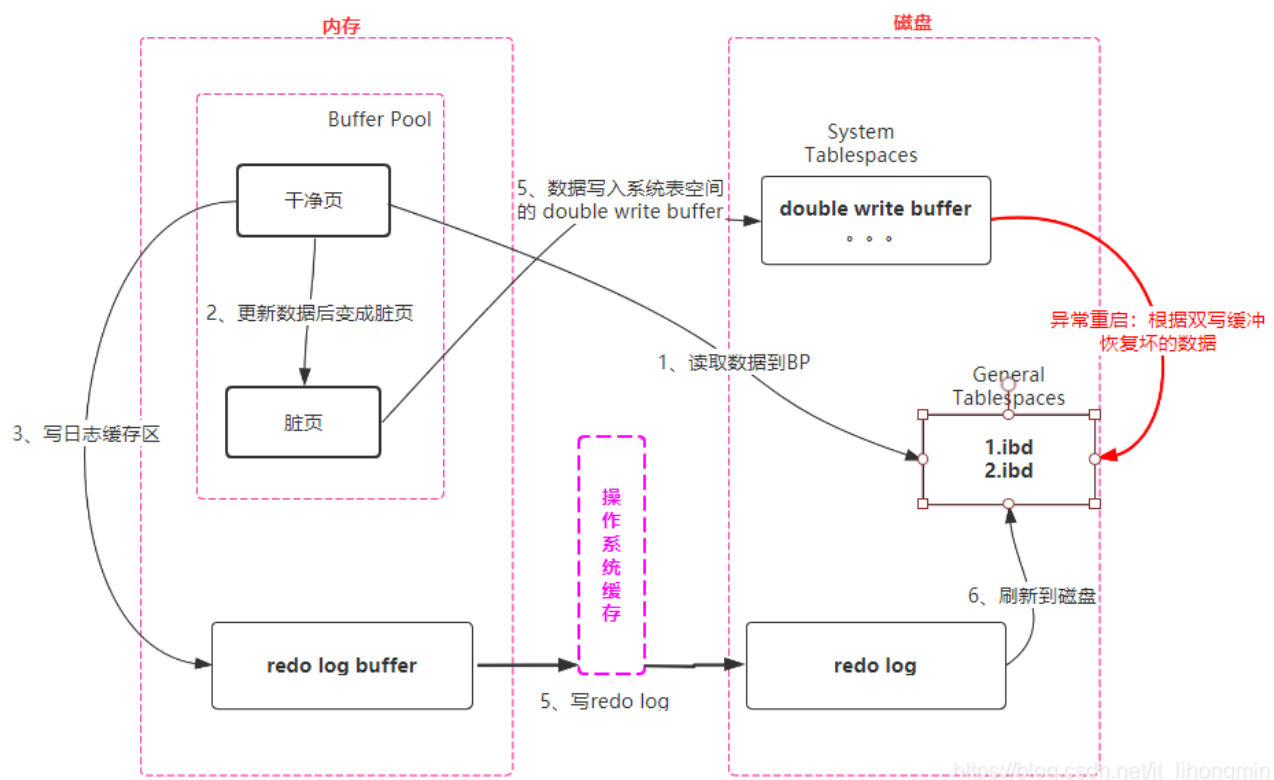 内存
磁盘
Buffer Pool
System
Tablespaces
干净页
5、数据写入系统表空间
的 double write buffer
double write buffer
。。。
2、更新数据后变成脏页
异常重启：根据双写缓冲
恢复坏的数据
1、读取数据到BP
General
Tablespaces
脏页
3、写日志缓存区
1.ibd
2.ibd
操
作
系
统
缓
存
6、刷新到磁盘
redo log buffer
redo log
5、写redo log
https://blog.csdn.net/it_lihongmin